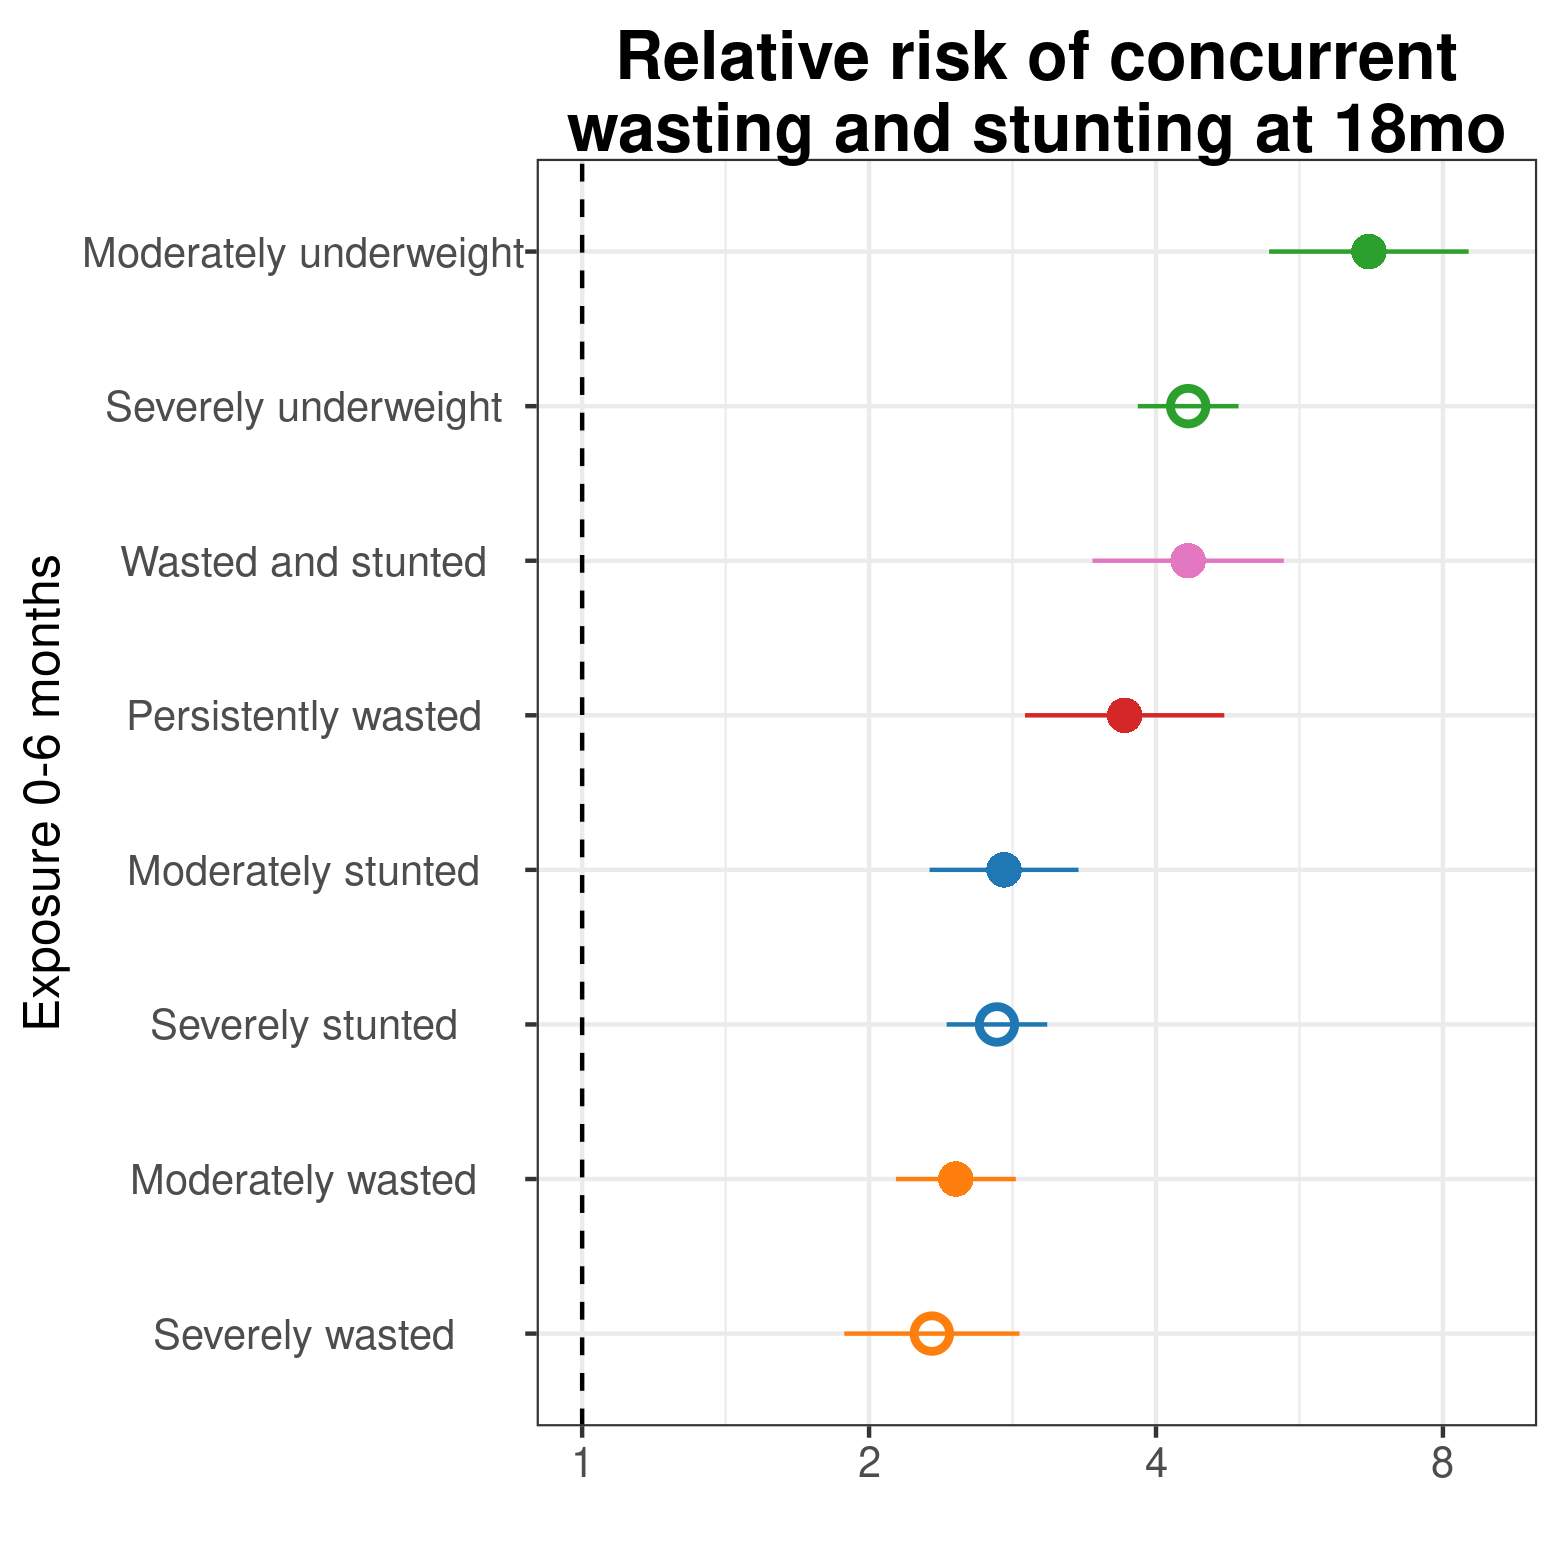 Relative risk of concurrent
wasting and stunting at 18mo
Exposure 0-6 months
Moderately underweight
Severely underweight
Wasted and stunted
Persistently wasted
Moderately stunted
Severely stunted
Moderately wasted
Severely wasted
1 2 4 8